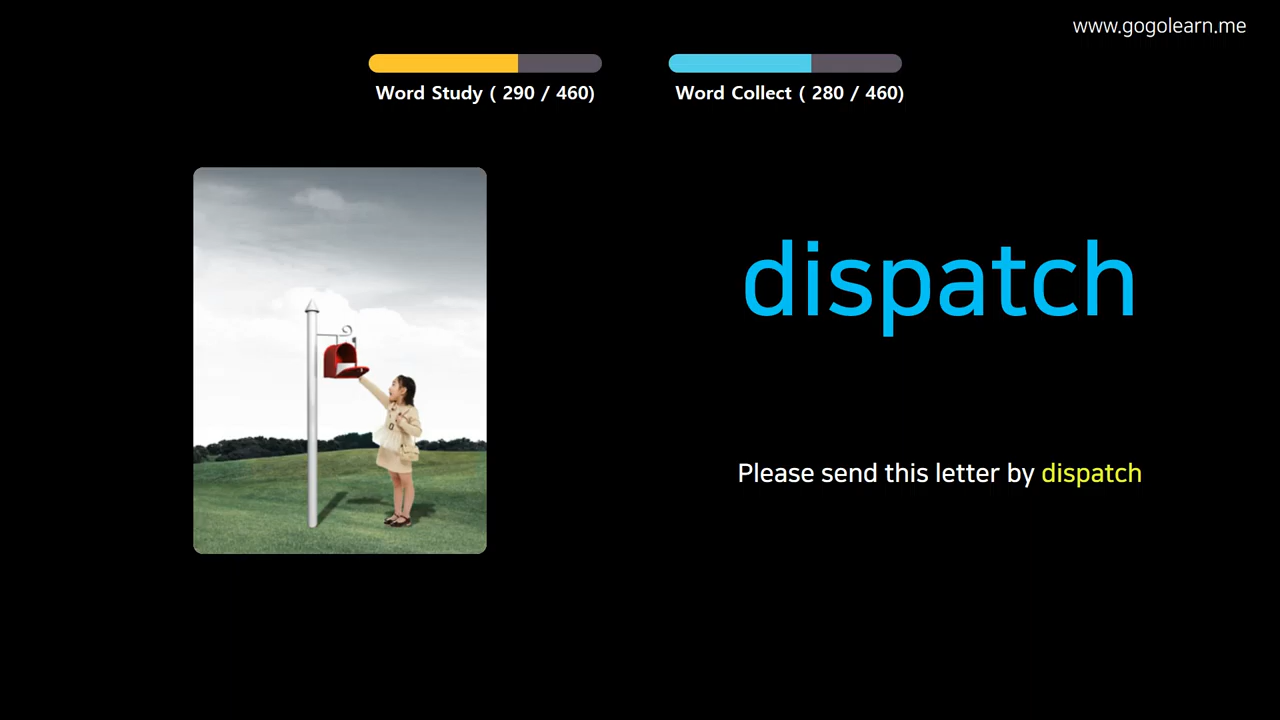 www.gogolearn.me
Word Study ( 290 / 460)
Word Collect ( 280 / 460)
dispatch
Please send this letter by dispatch